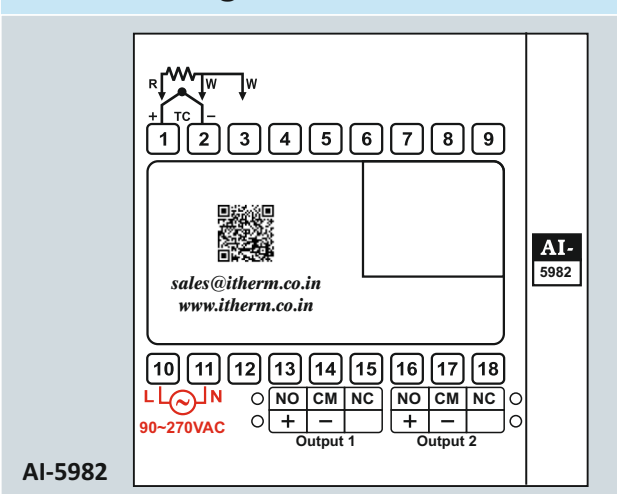 R W W
+ TC −
1 2 3 4 5 6 7 8 9
sales@itherm.co.in
www.itherm.co.in
AI-
5982
10 11 12 13 14 15 16 17 18
L ~ N NO CM NC NO CM NC
90~270VAC + − + −
Output 1 Output 2
AI-5982